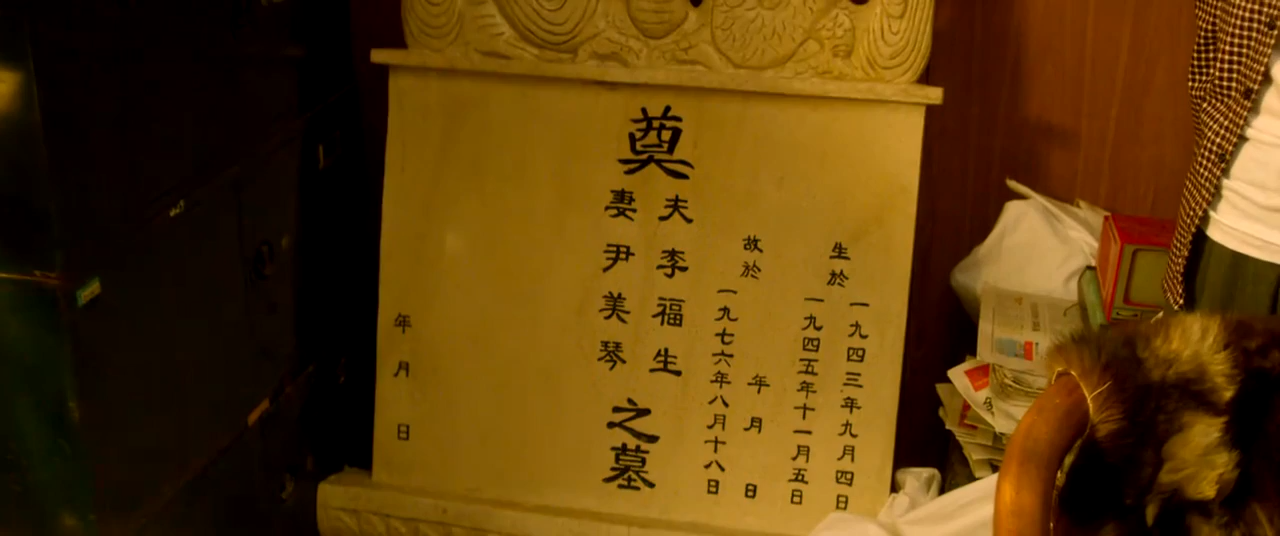 生於
一九四三年九月四日
一九四五年十一月五日
故於
年月日
一九七六年八月十八日
奠
夫李福生
妻尹美琴
之墓
年月日